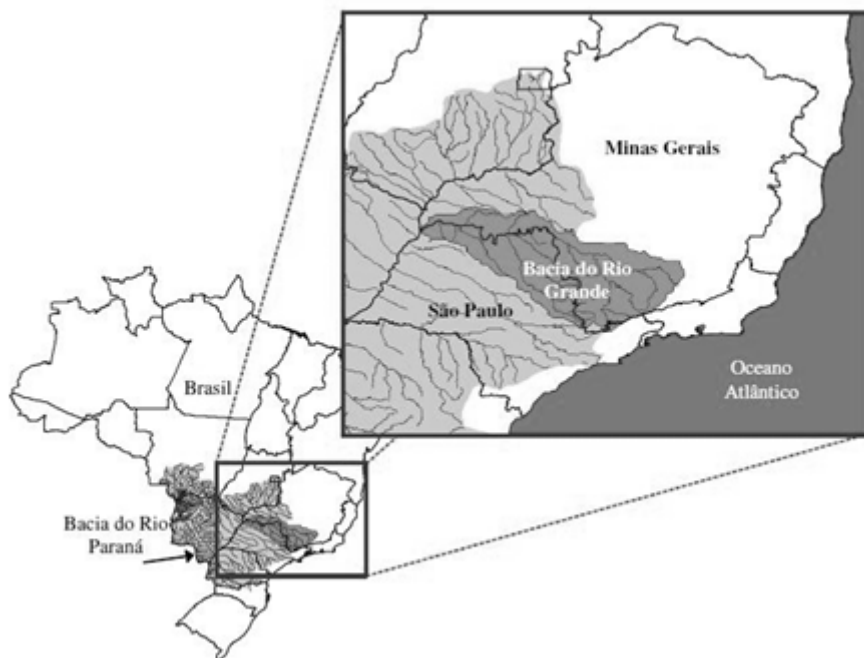 Minas Gerais
Bacia do Rio
Grande
São Paulo
Oceano
Atlântico
Brasil
Bacia do Rio
Paraná